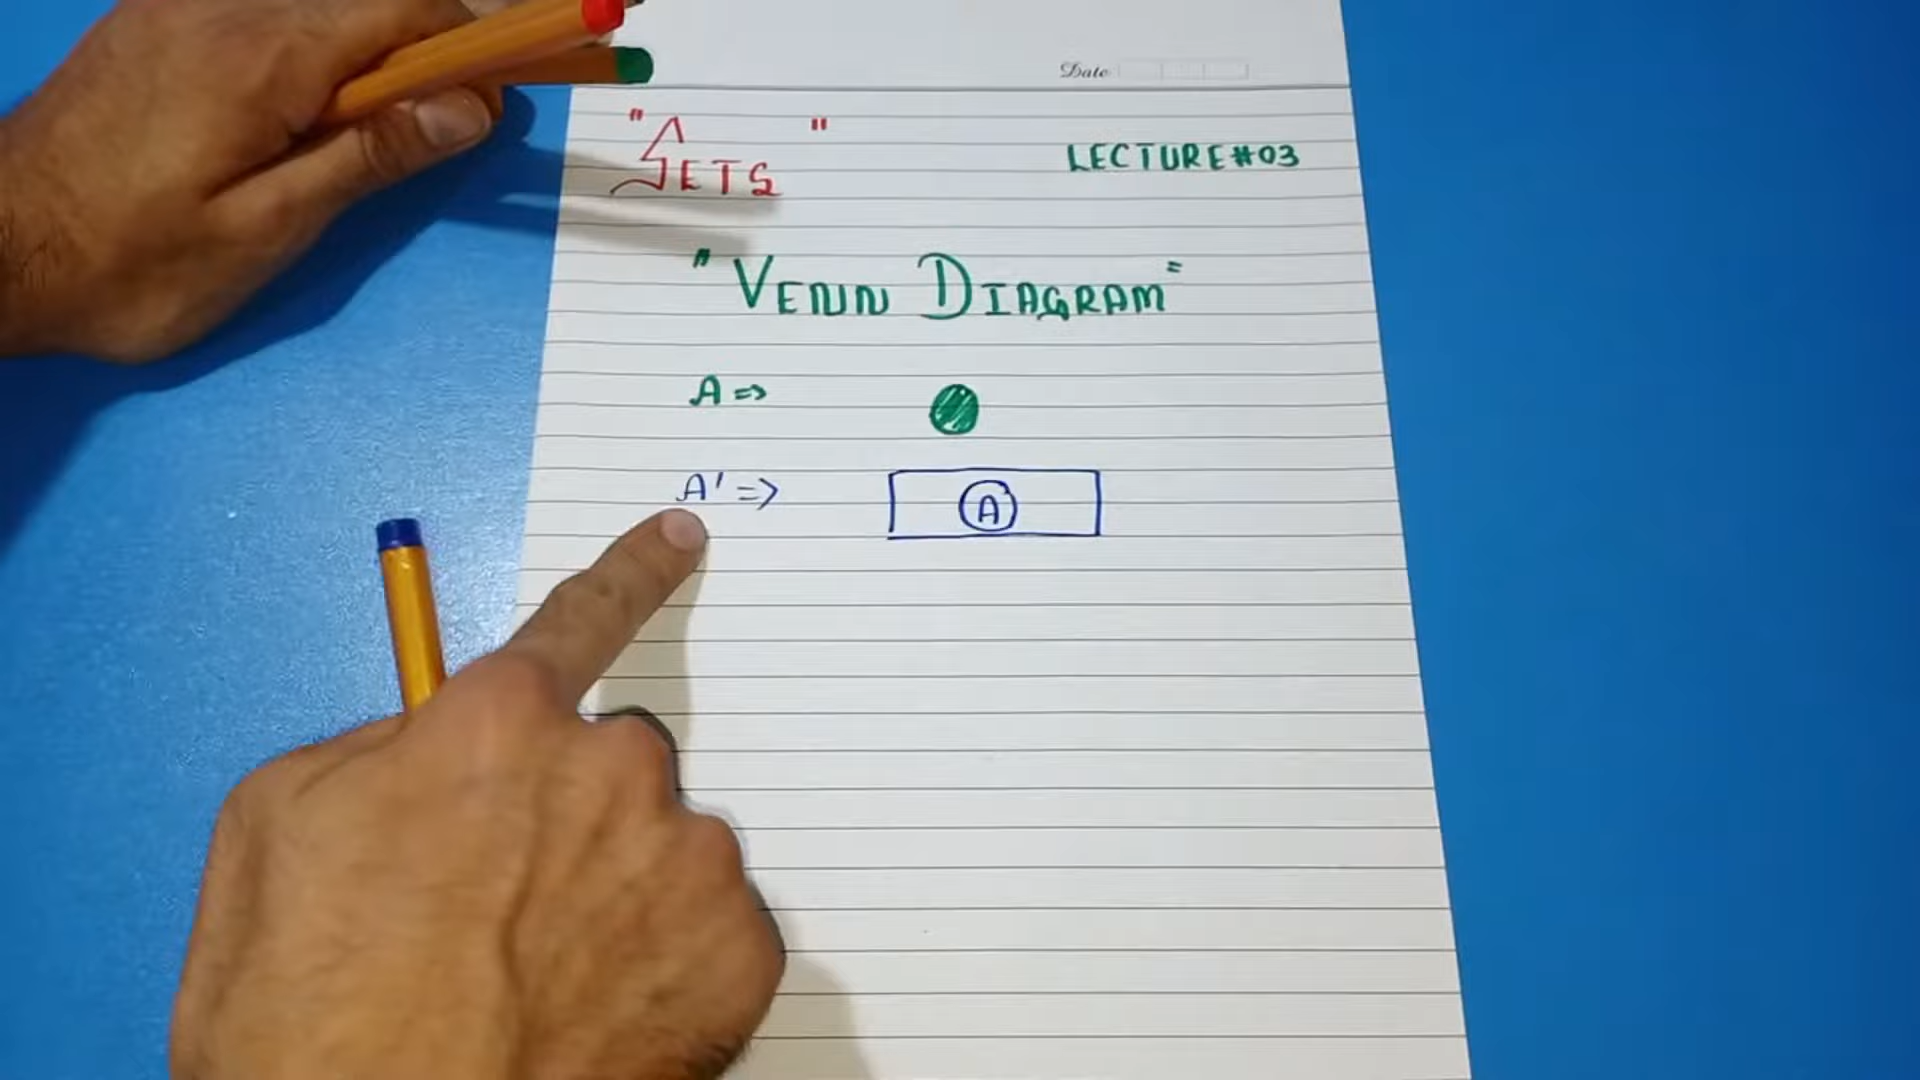 Date
"SETS"
LECTURE#03
"VENN DIAGRAM"
A =>
A' =>
A